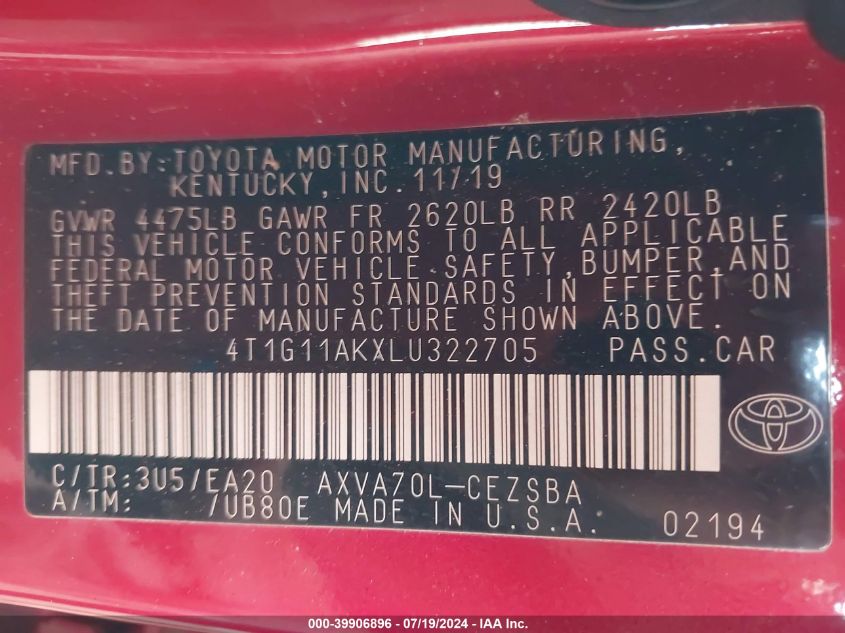 MFD.BY:TOYOTA MOTOR MANUFACTURING,
KENTUCKY,INC.11/19
GVWR 4475LB GAWR FR 2620LB RR 2420LB
THIS VEHICLE CONFORMS TO ALL APPLICABLE
FEDERAL MOTOR VEHICLE SAFETY,BUMPER,AND
THEFT PREVENTION STANDARDS IN EFFECT ON
THE DATE OF MANUFACTURE SHOWN ABOVE.
4T1G11AKXLU322705 PASS.CAR
C/TR:3U5/EA20 AXVA70L-CEZSBA
A/TM: /UB80E MADE IN U.S.A. 02194
000-39906896 - 07/19/2024 - IAA Inc.